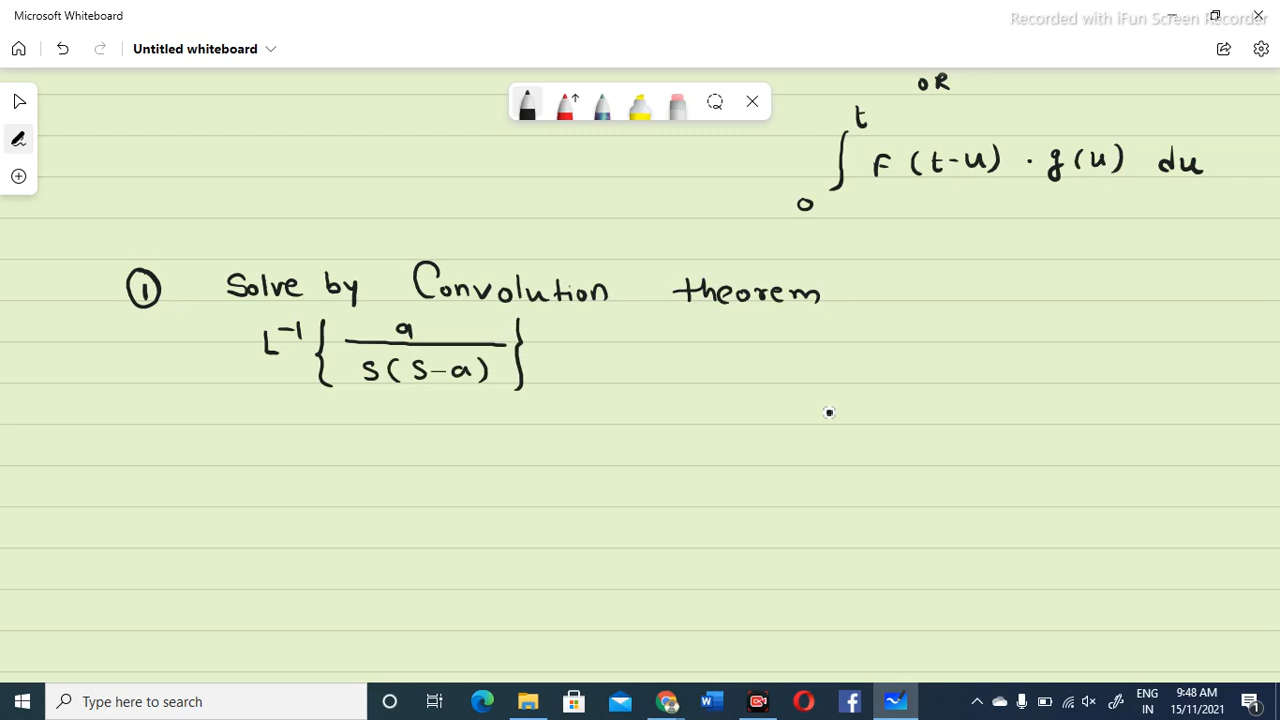 Microsoft Whiteboard
Recorded with iFun Screen Recorder
Untitled whiteboard
OR
t
∫ F (t-u) · g(u) du
0
① Solve by Convolution theorem
L⁻¹ { a / S(S-a) }
Type here to search
ENG
IN
9:48 AM
15/11/2021
1